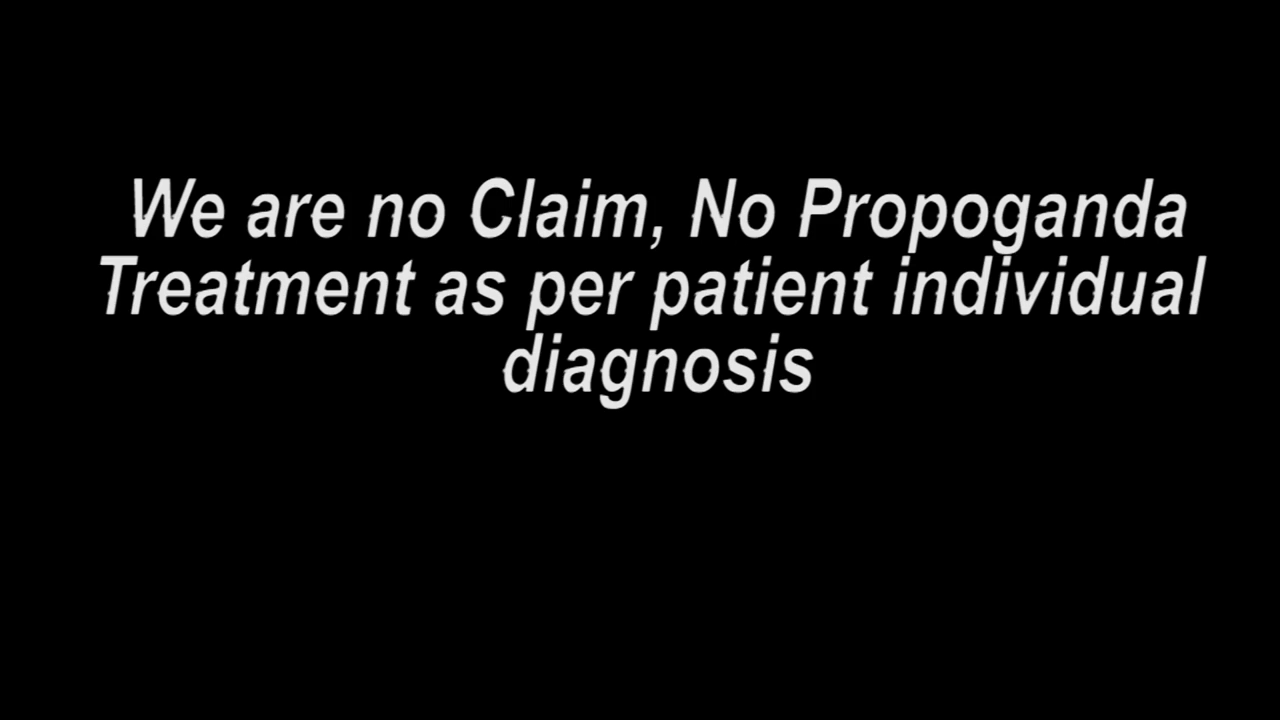 We are no Claim, No Propoganda
Treatment as per patient individual
diagnosis